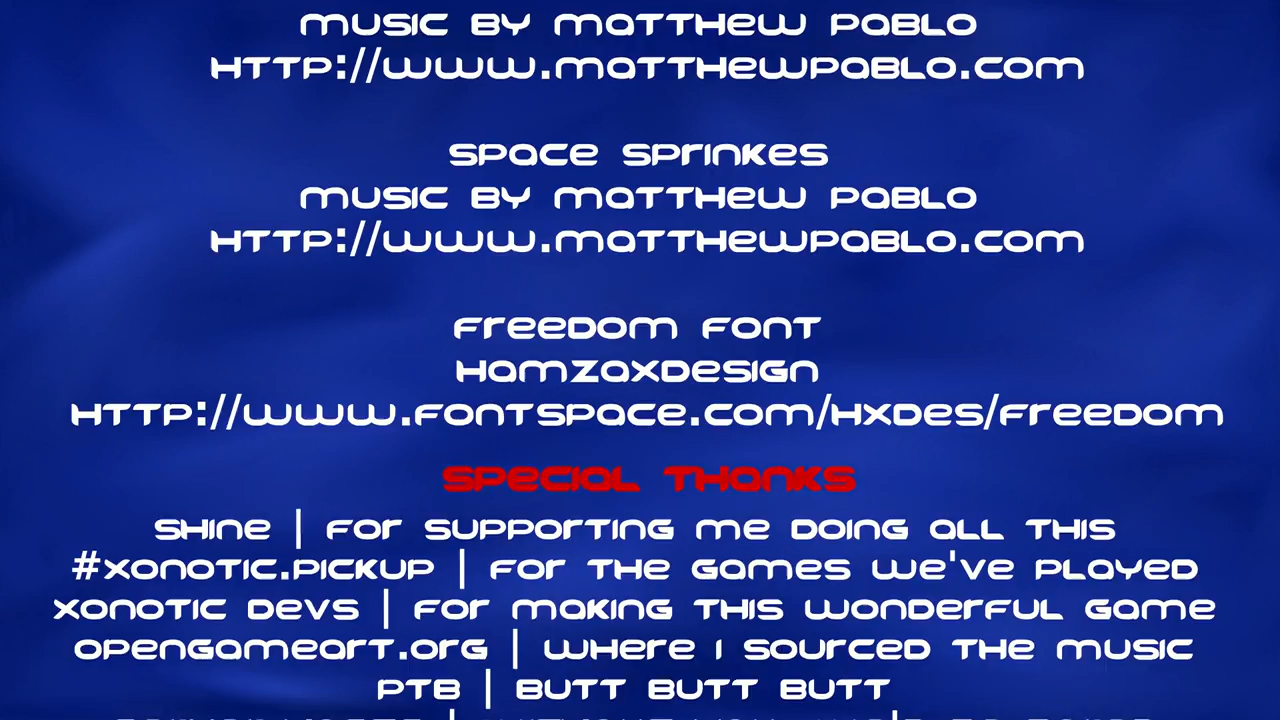 MUSIC BY MATTHEW PABLO
HTTP://WWW.MATTHEWPABLO.COM
SPACE SPRINKES
MUSIC BY MATTHEW PABLO
HTTP://WWW.MATTHEWPABLO.COM
FREEDOM FONT
HAMZAXDESIGN
HTTP://WWW.FONTSPACE.COM/HXDES/FREEDOM
SPECIAL THANKS
SHINE | FOR SUPPORTING ME DOING ALL THIS
#XONOTIC.PICKUP | FOR THE GAMES WE'VE PLAYED
XONOTIC DEVS | FOR MAKING THIS WONDERFUL GAME
OPENGAMEART.ORG | WHERE I SOURCED THE MUSIC
PTB | BUTT BUTT BUTT